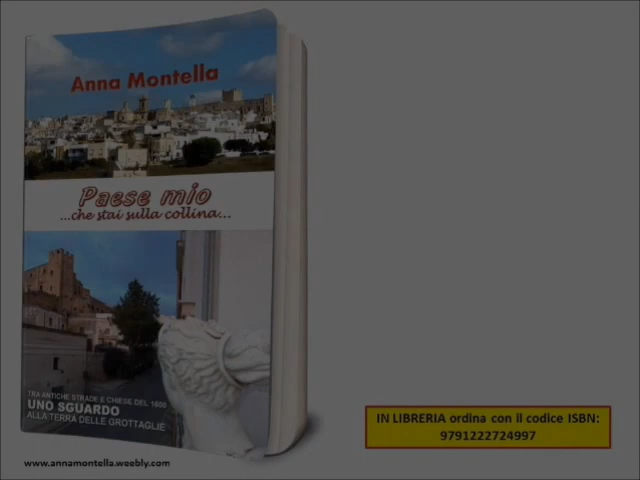 Anna Montella
Paese mio
...che stai sulla collina...
TRA ANTICHE STRADE E CHIESE DEL 1600
UNO SGUARDO
ALLA TERRA DELLE GROTTAGLIE
IN LIBRERIA ordina con il codice ISBN:
9791222724997
www.annamontella.weebly.com